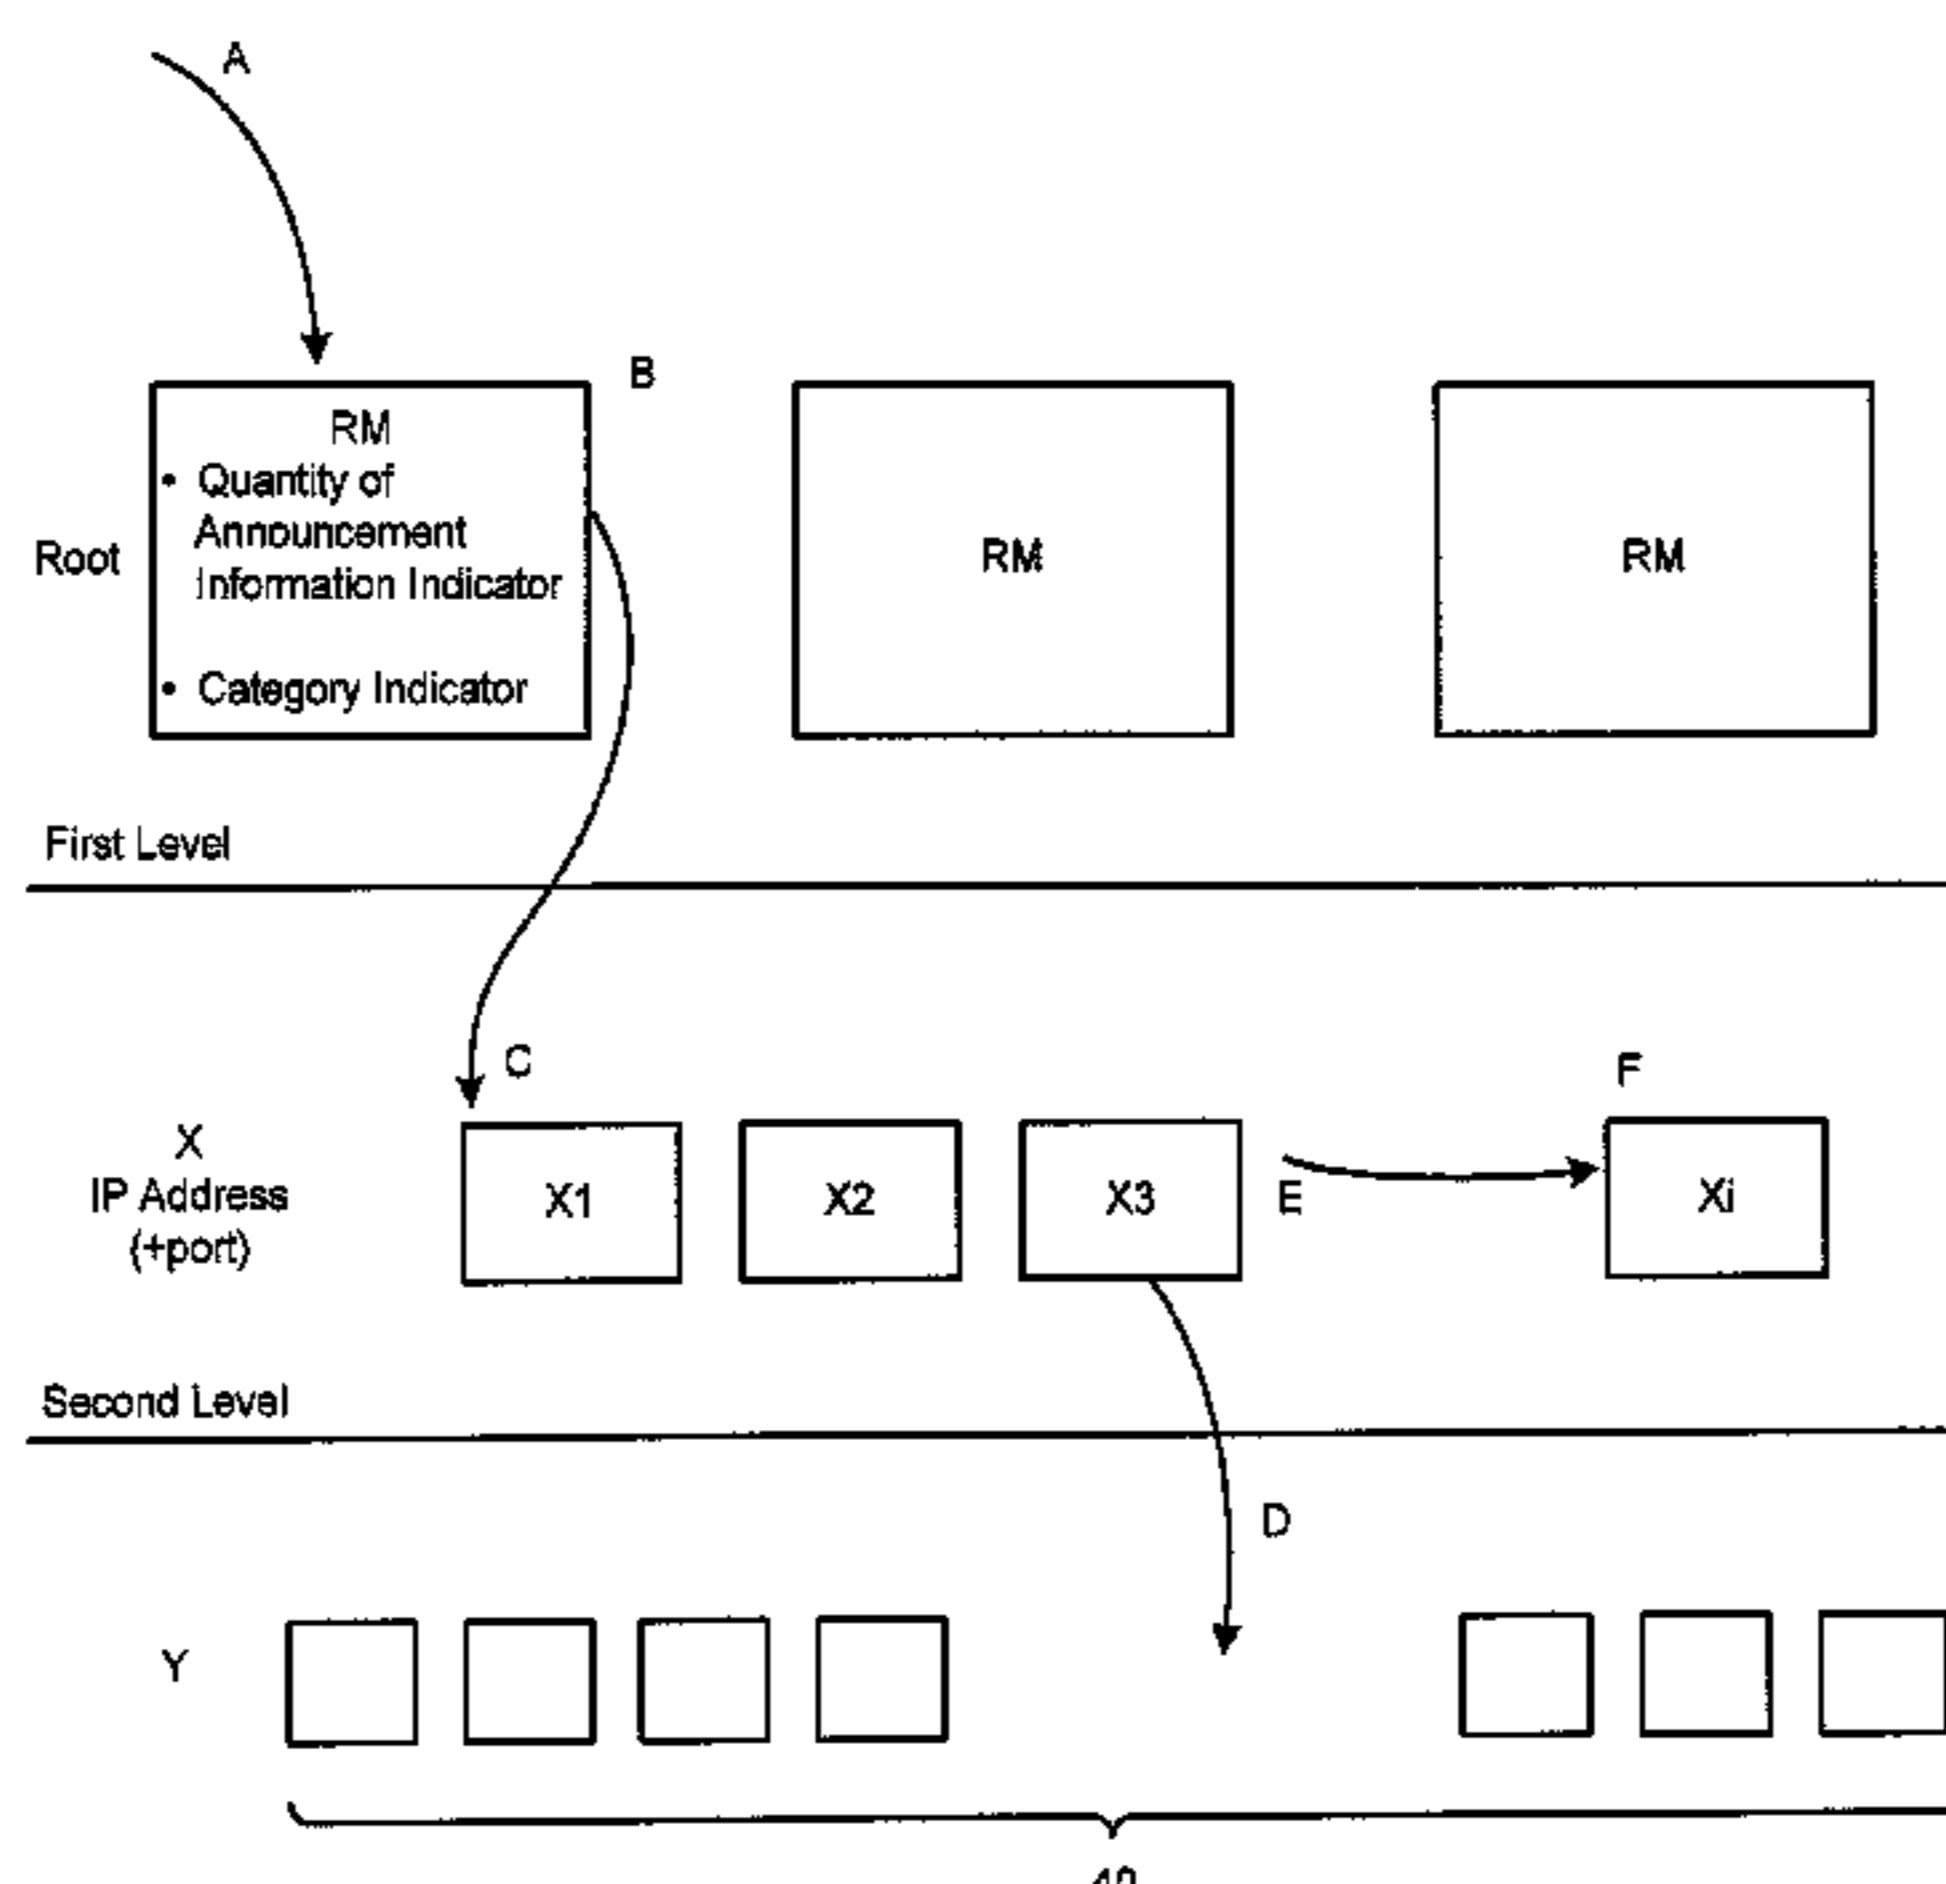 A
B
RM
• Quantity of
Announcement
Information Indicator
• Category Indicator
Root
RM
RM
First Level
C
F
X
IP Address
(+port)
X1
X2
X3
E
Xi
Second Level
D
Y